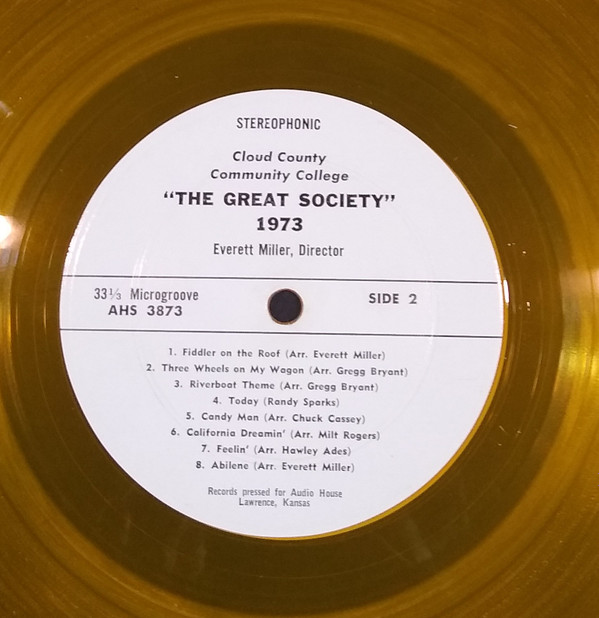 STEREOPHONIC
Cloud County
Community College
"THE GREAT SOCIETY"
1973
Everett Miller, Director
33⅓ Microgroove
AHS 3873
SIDE 2
1. Fiddler on the Roof (Arr. Everett Miller)
2. Three Wheels on My Wagon (Arr. Gregg Bryant)
3. Riverboat Theme (Arr. Gregg Bryant)
4. Today (Randy Sparks)
5. Candy Man (Arr. Chuck Cassey)
6. California Dreamin' (Arr. Milt Rogers)
7. Feelin' (Arr. Hawley Ades)
8. Abilene (Arr. Everett Miller)
Records pressed for Audio House
Lawrence, Kansas